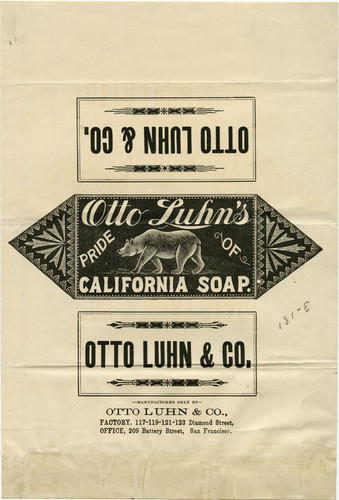 OTTO LUHN & CO.
Otto Luhn's
PRIDE OF
CALIFORNIA SOAP.
131-E
OTTO LUHN & CO.
—MANUFACTURED ONLY BY—
OTTO LUHN & CO.,
FACTORY, 117-119-121-123 Diamond Street,
OFFICE, 209 Battery Street, San Francisco.